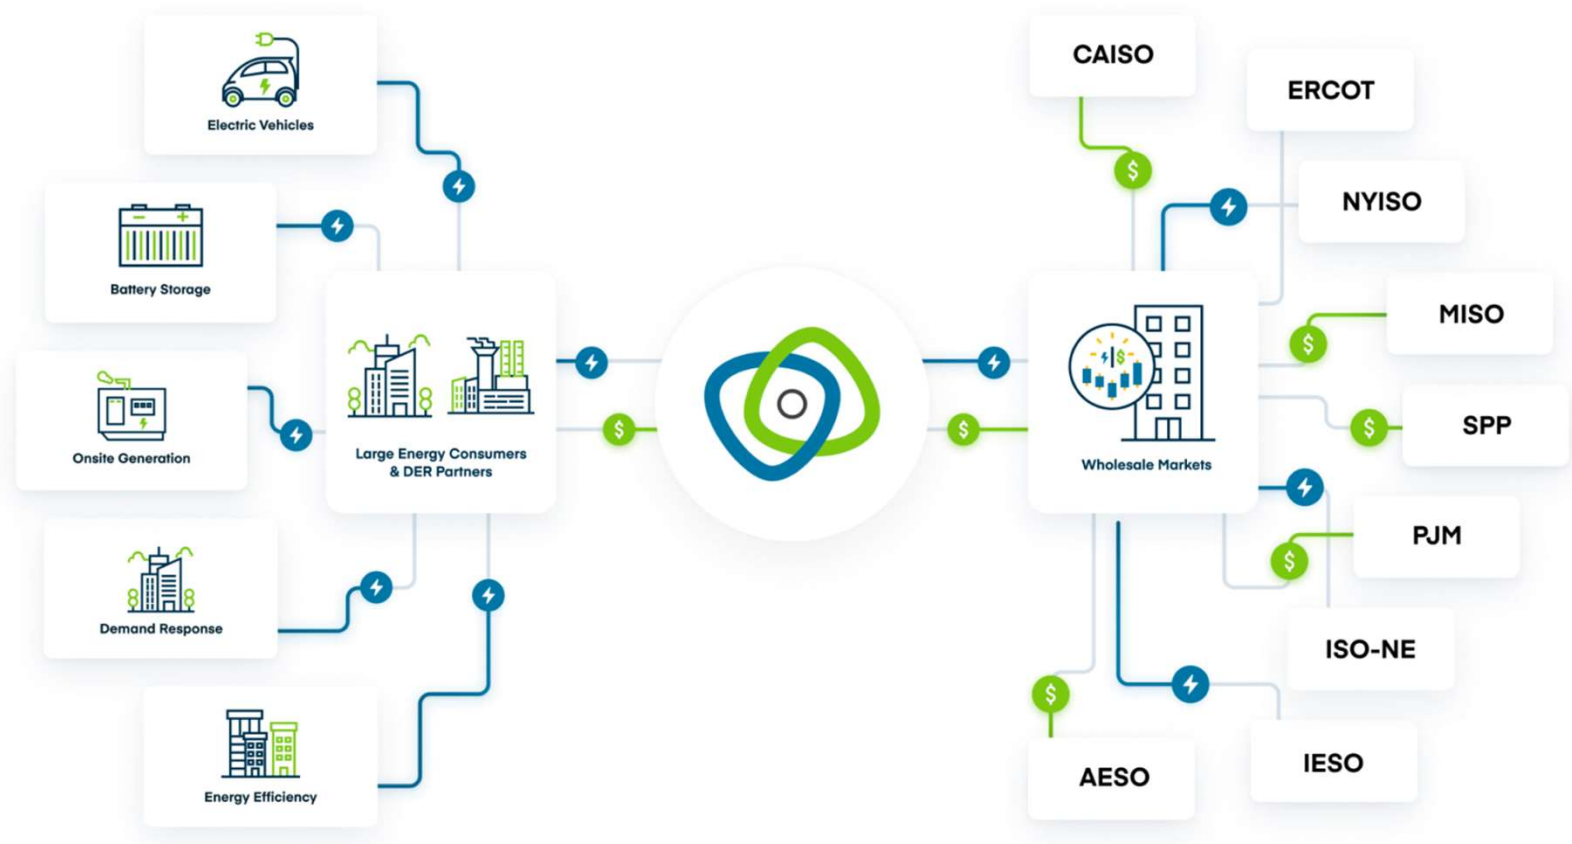 Electric Vehicles
Battery Storage
Onsite Generation
Demand Response
Energy Efficiency
Large Energy Consumers
& DER Partners
Wholesale Markets
CAISO
ERCOT
NYISO
MISO
SPP
PJM
ISO-NE
IESO
AESO